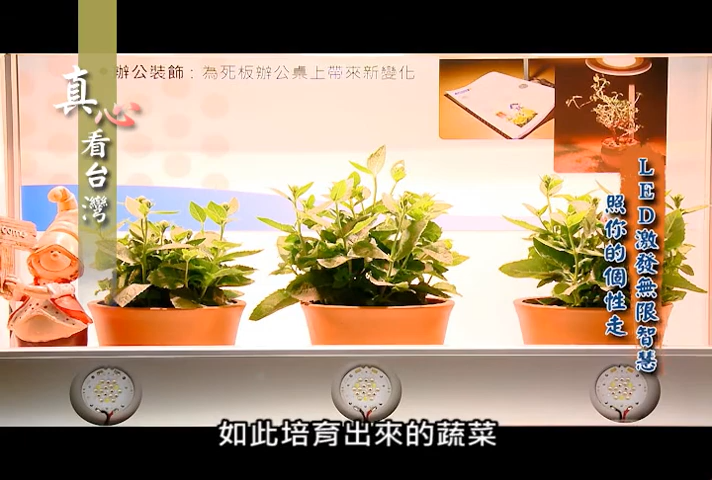 辦公裝飾：為死板辦公桌上帶來新變化
真心看台灣
LED激發無限智慧
照你的個性走
如此培育出來的蔬菜